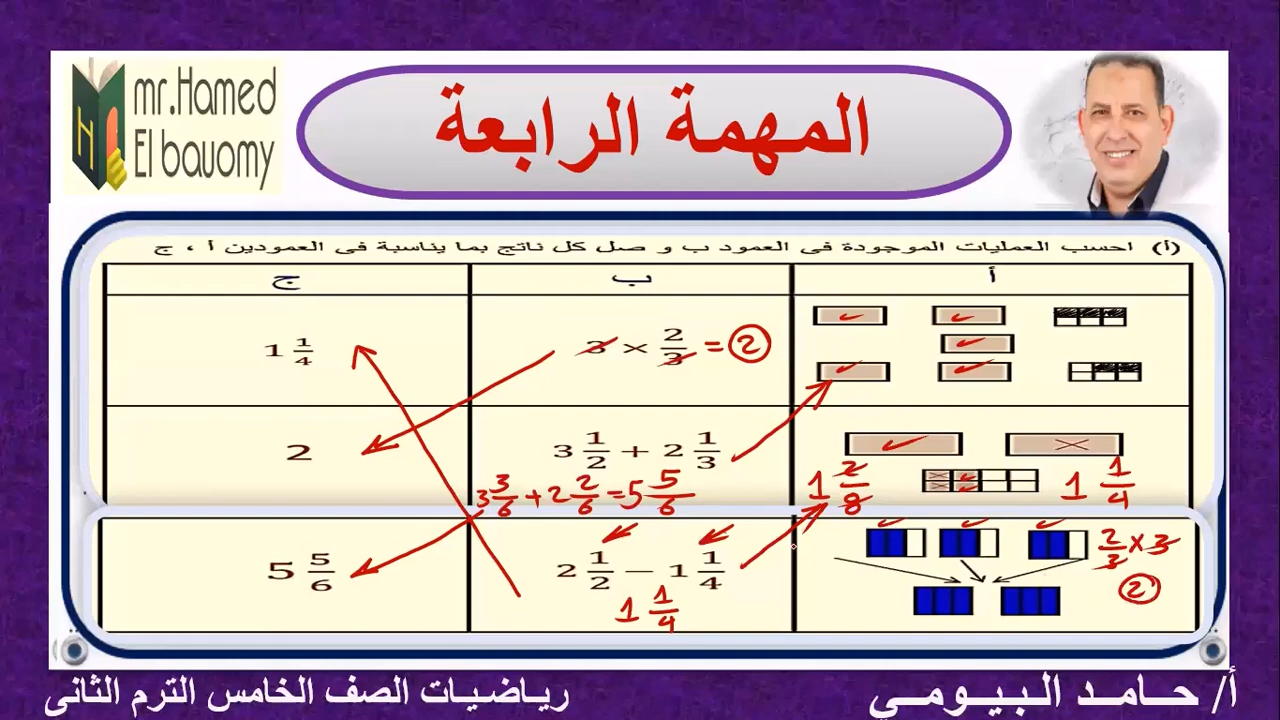 mr.Hamed
El bauomy
المهمة الرابعة
(أ) احسب العمليات الموجودة فى العمود ب و صل كل ناتج بما يناسبة فى العمودين أ ، ج
أ ب ج
3 × 2/3 = 2
1 1/4
3 1/2 + 2 1/3
2
3 3/6 + 2 2/6 = 5 5/6
1 2/8
1 1/4
2 1/2 − 1 1/4
1 1/4
5 5/6
2/3 × 3
2
أ/ حامد البيومي
رياضيات الصف الخامس الترم الثانى